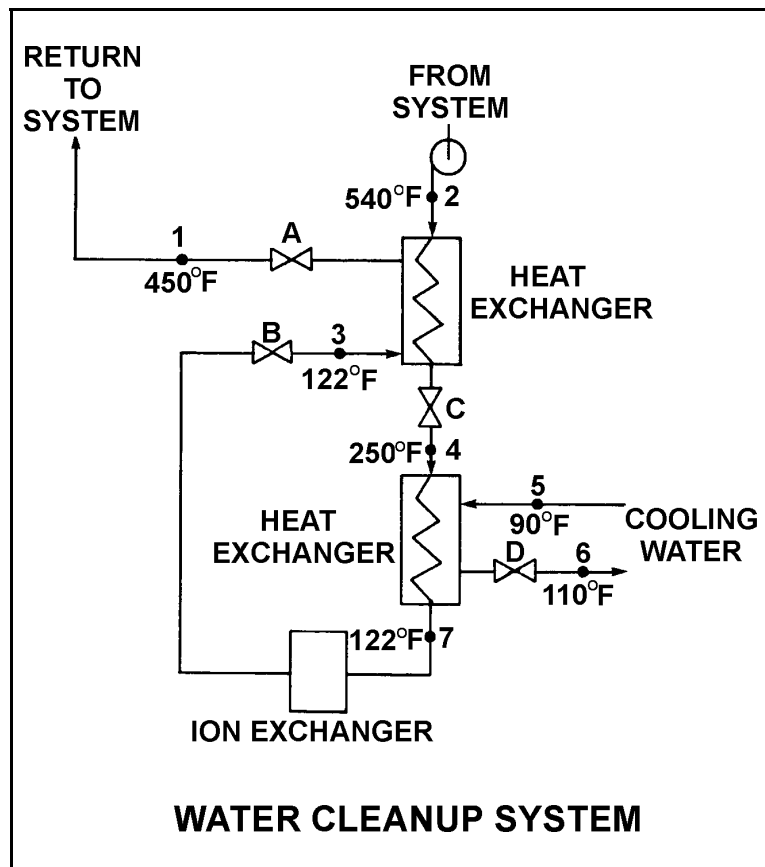 RETURN
TO
SYSTEM
FROM
SYSTEM
540°F 2
1
A
450°F
HEAT
EXCHANGER
B
3
122°F
C
250°F 4
HEAT
EXCHANGER
5
90°F
COOLING
WATER
D
6
110°F
122°F 7
ION EXCHANGER
WATER CLEANUP SYSTEM